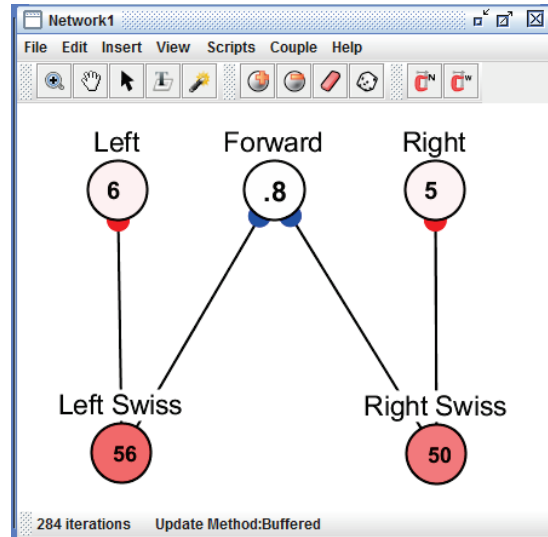 Network1
File Edit Insert View Scripts Couple Help
N W
Left Forward Right
6 .8 5
Left Swiss Right Swiss
56 50
284 iterations Update Method:Buffered